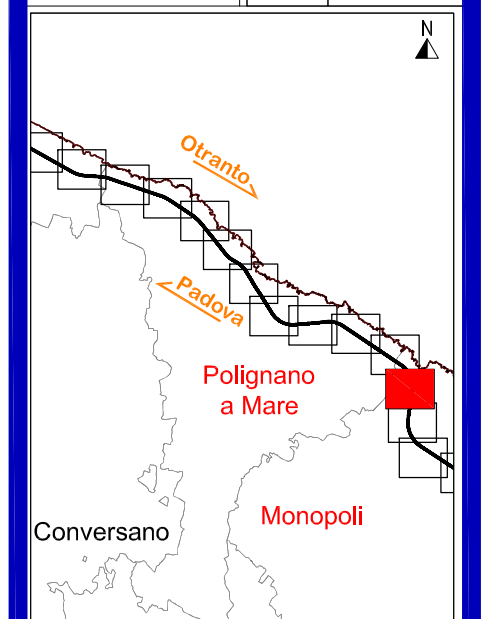 N
Otranto
Padova
Polignano
a Mare
Monopoli
Conversano